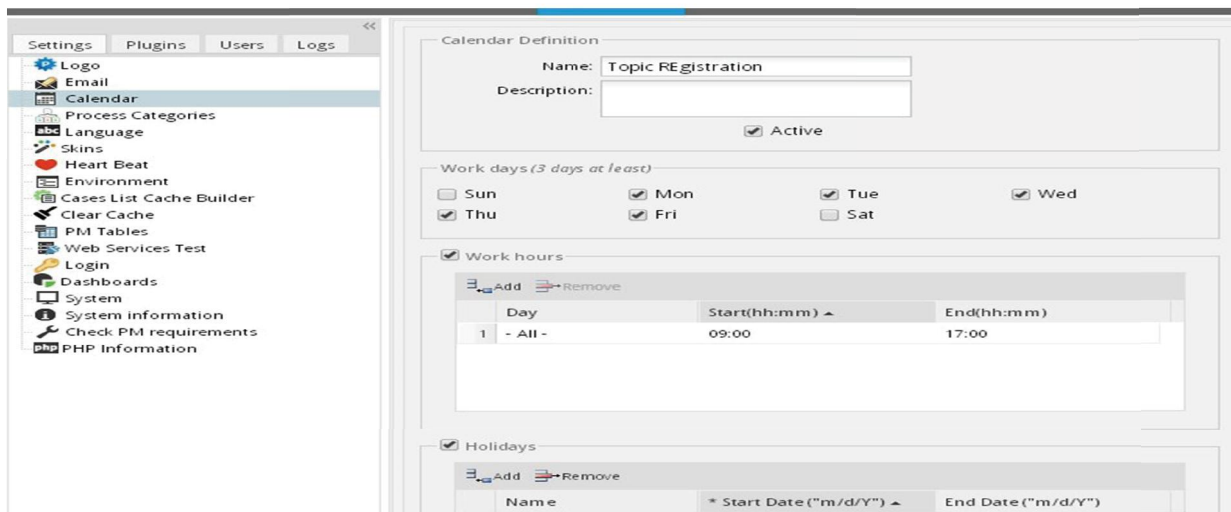 <<
Settings Plugins Users Logs
Logo
Email
Calendar
Process Categories
abc Language
Skins
Heart Beat
Environment
Cases List Cache Builder
Clear Cache
PM Tables
Web Services Test
Login
Dashboards
System
System information
Check PM requirements
php PHP Information
Calendar Definition
Name: Topic REgistration
Description:
Active
Work days (3 days at least)
Sun Mon Tue Wed
Thu Fri Sat
Work hours
Add Remove
Day Start(hh:mm) End(hh:mm)
1 - All - 09:00 17:00
Holidays
Add Remove
Name * Start Date("m/d/Y") End Date("m/d/Y")